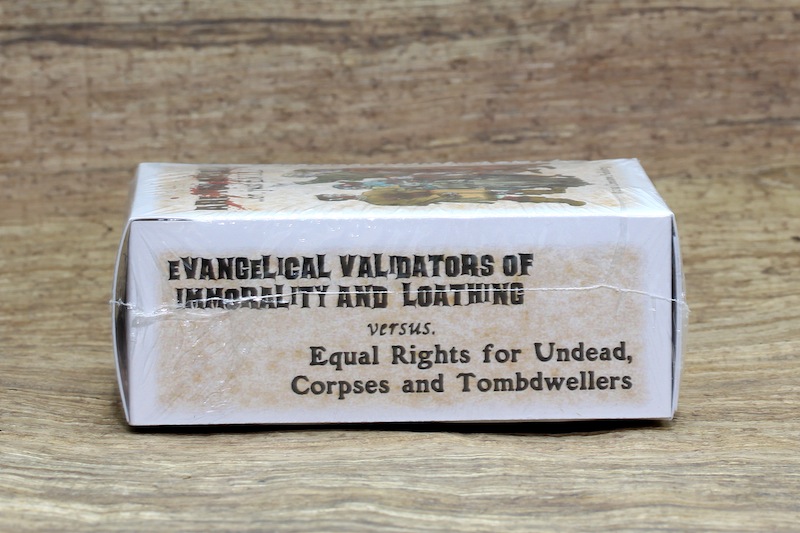 EVANGELICAL VALIDATORS OF
IMMORALITY AND LOATHING
versus.
Equal Rights for Undead,
Corpses and Tombdwellers